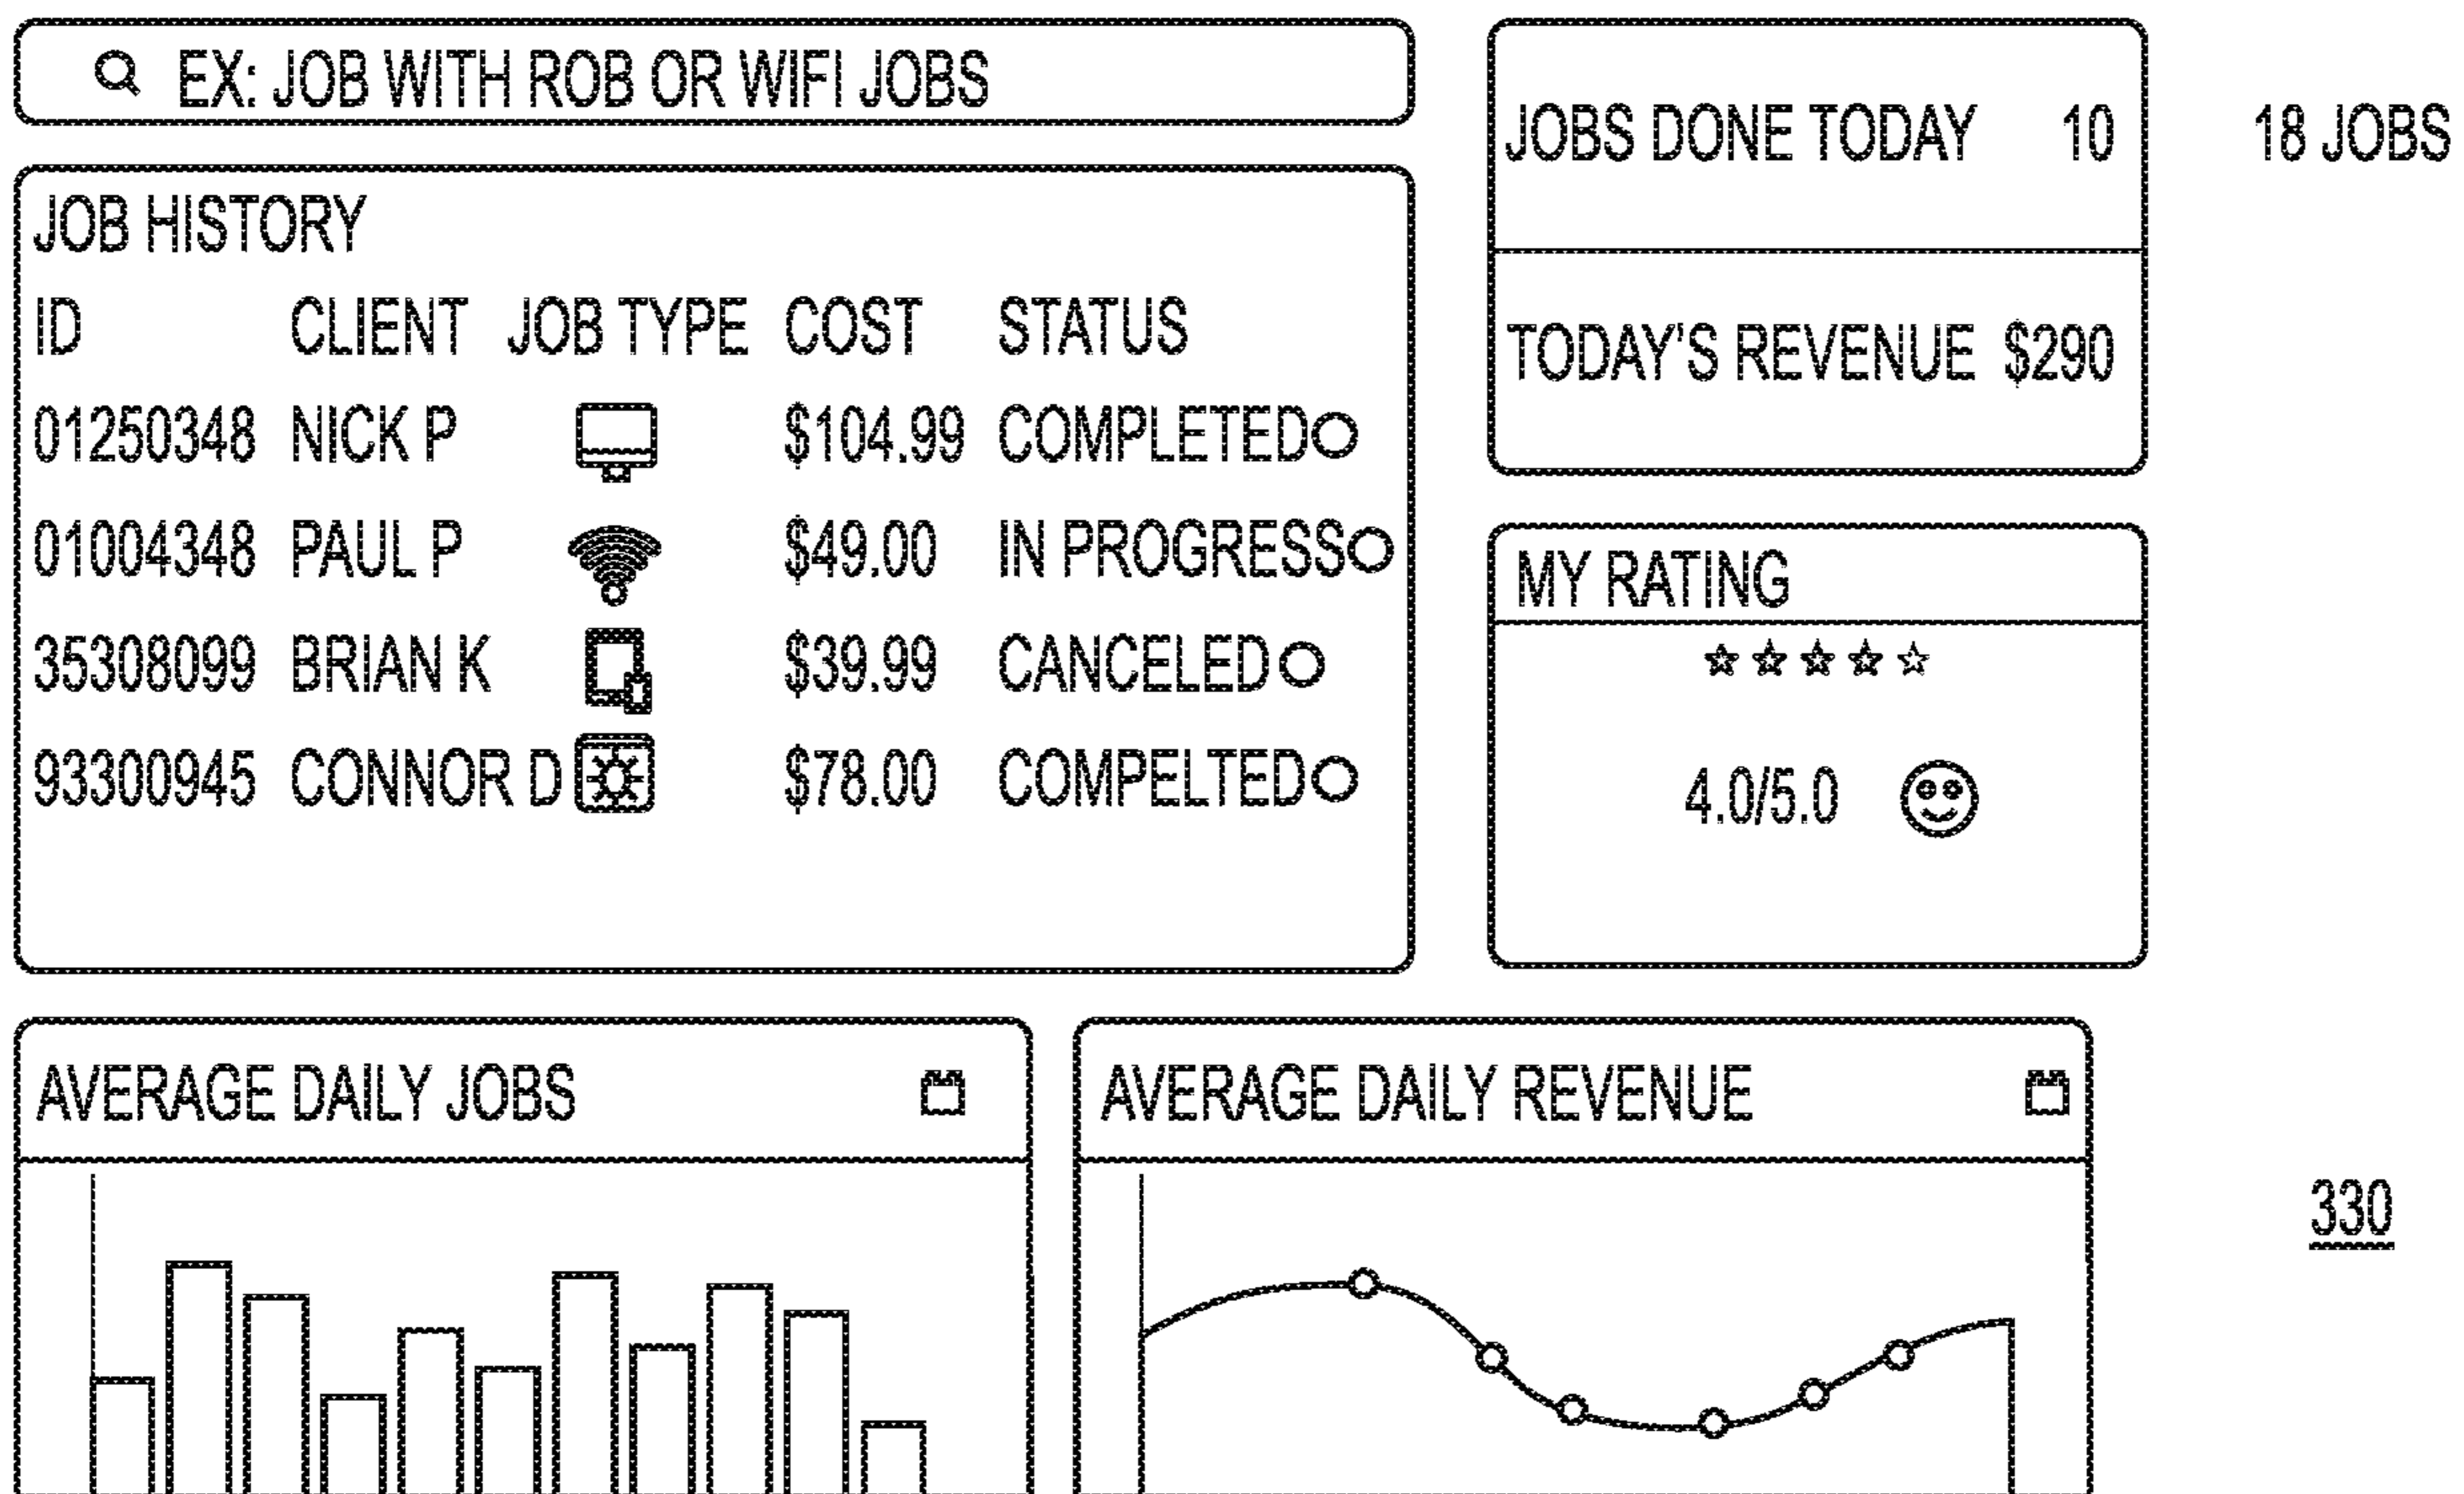 EX: JOB WITH ROB OR WIFI JOBS
JOB HISTORY
ID CLIENT JOB TYPE COST STATUS
01250348 NICK P $104.99 COMPLETED
01004348 PAUL P $49.00 IN PROGRESS
35308099 BRIAN K $39.99 CANCELED
93300945 CONNOR D $78.00 COMPELTED
JOBS DONE TODAY 10
18 JOBS
TODAY'S REVENUE $290
MY RATING
4.0/5.0
AVERAGE DAILY JOBS
AVERAGE DAILY REVENUE
330